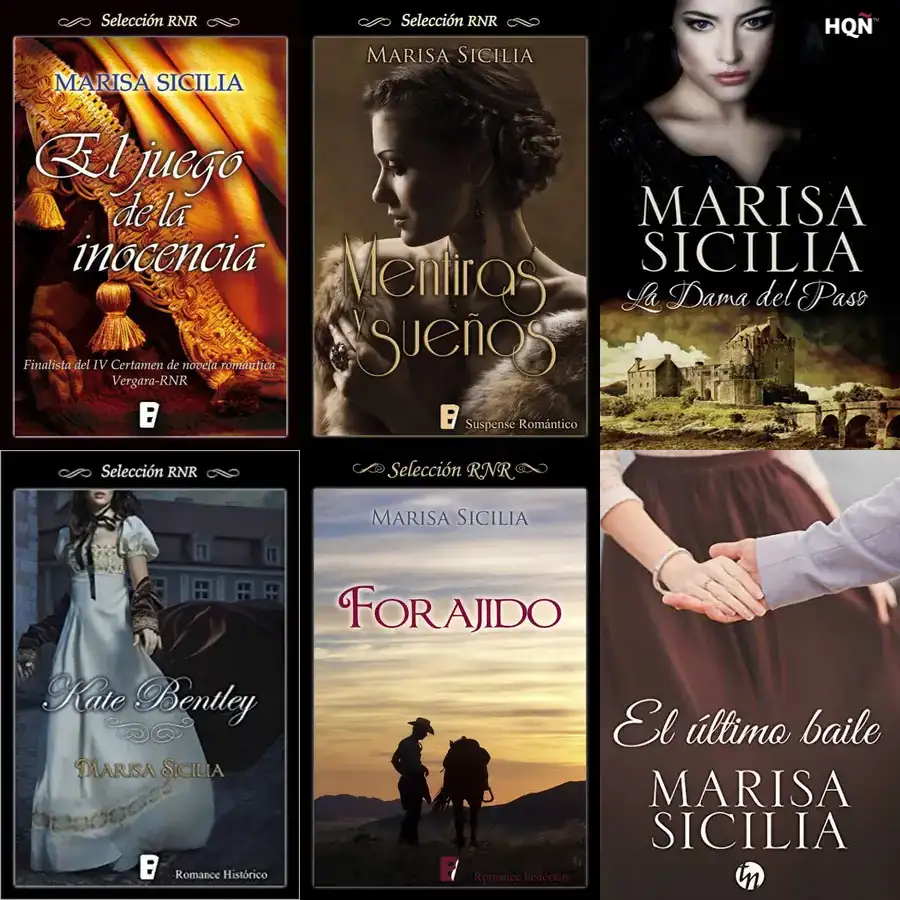 Selección RNR
MARISA SICILIA
El juego
de la
inocencia
Finalista del IV Certamen de novela romántica
Vergara-RNR
B
Selección RNR
MARISA SICILIA
Mentiras
y
sueños
B
Suspense Romántico
HQÑ™
MARISA
SICILIA
La Dama del Paso
Selección RNR
Kate Bentley
MARISA SICILIA
B
Romance Histórico
Selección RNR
MARISA SICILIA
FORAJIDO
B
Romance Histórico
El último baile
MARISA
SICILIA
tn